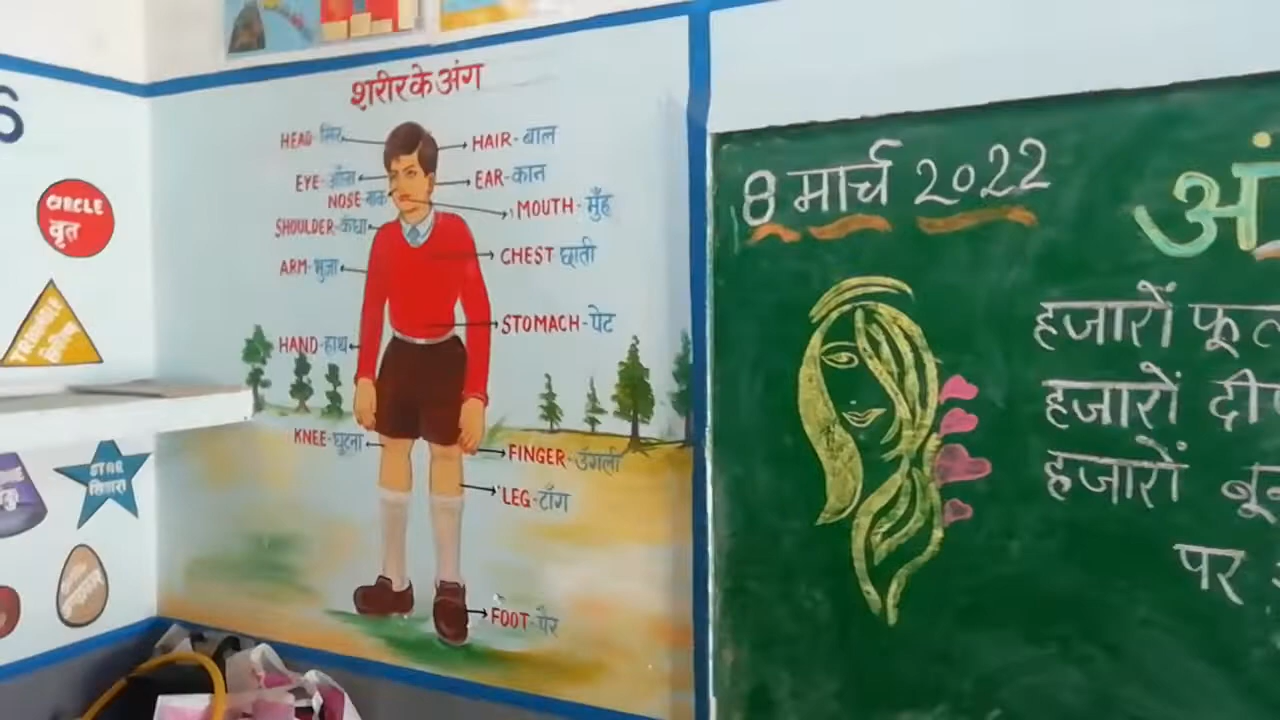 S
CIRCLE
वृत
TRIANGLE
त्रिभुज
STAR
सितारा
शरीर के अंग
HEAD-सिर
HAIR-बाल
EYE-आँख
EAR-कान
NOSE-नाक
MOUTH-मुँह
SHOULDER-कंधा
CHEST छाती
ARM-भुजा
STOMACH-पेट
HAND-हाथ
KNEE-घुटना
FINGER-उंगली
LEG-टाँग
FOOT-पैर
8 मार्च 2022
हजारों
हजारों
हजारों
पर